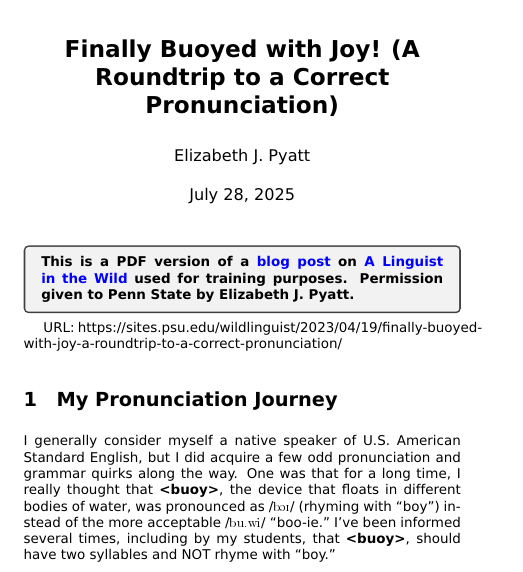 Finally Buoyed with Joy! (A
Roundtrip to a Correct
Pronunciation)
Elizabeth J. Pyatt
July 28, 2025
This is a PDF version of a blog post on A Linguist
in the Wild used for training purposes. Permission
given to Penn State by Elizabeth J. Pyatt.
URL: https://sites.psu.edu/wildlinguist/2023/04/19/finally-buoyed-
with-joy-a-roundtrip-to-a-correct-pronunciation/
1 My Pronunciation Journey
I generally consider myself a native speaker of U.S. American
Standard English, but I did acquire a few odd pronunciation and
grammar quirks along the way. One was that for a long time, I
really thought that <buoy>, the device that floats in different
bodies of water, was pronounced as /bɔɪ/ (rhyming with “boy”) in-
stead of the more acceptable /bu.wi/ “boo-ie.” I’ve been informed
several times, including by my students, that <buoy>, should
have two syllables and NOT rhyme with “boy.”